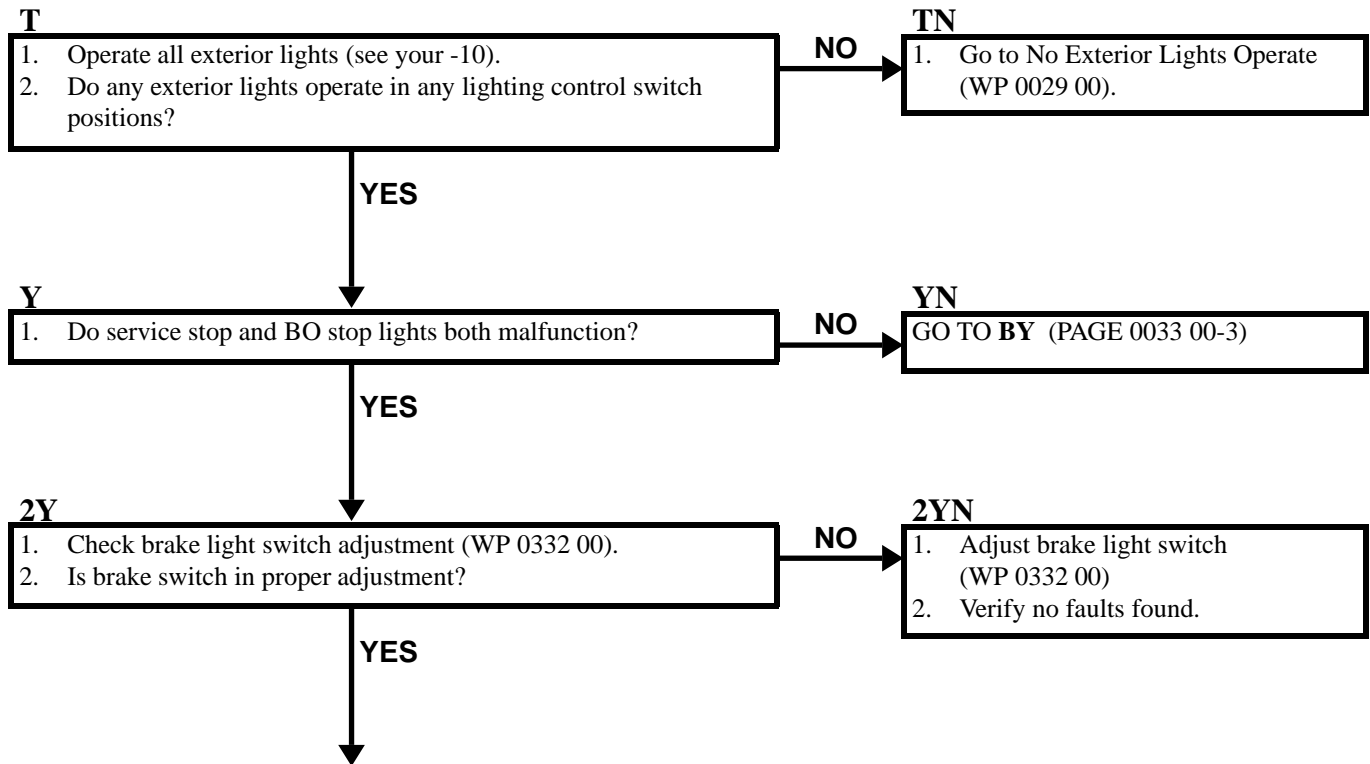 T
1. Operate all exterior lights (see your -10).
2. Do any exterior lights operate in any lighting control switch
positions?
NO
TN
1. Go to No Exterior Lights Operate
(WP 0029 00).
YES
Y
1. Do service stop and BO stop lights both malfunction?
NO
YN
GO TO BY (PAGE 0033 00-3)
YES
2Y
1. Check brake light switch adjustment (WP 0332 00).
2. Is brake switch in proper adjustment?
NO
2YN
1. Adjust brake light switch
(WP 0332 00)
2. Verify no faults found.
YES